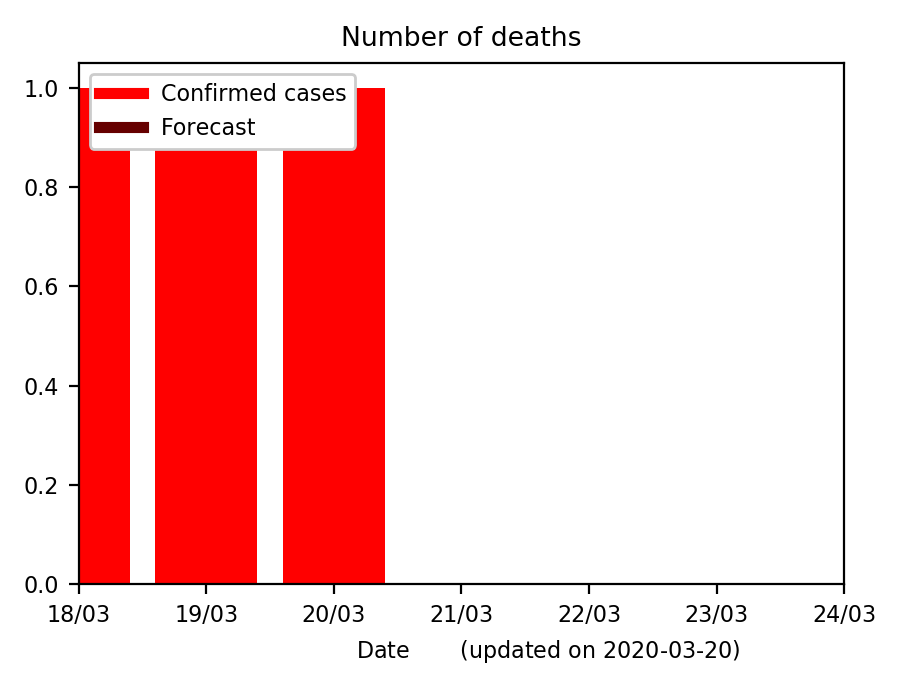 Number of deaths
Confirmed cases
Forecast
1.0
0.8
0.6
0.4
0.2
0.0
18/03 19/03 20/03 21/03 22/03 23/03 24/03
Date (updated on 2020-03-20)